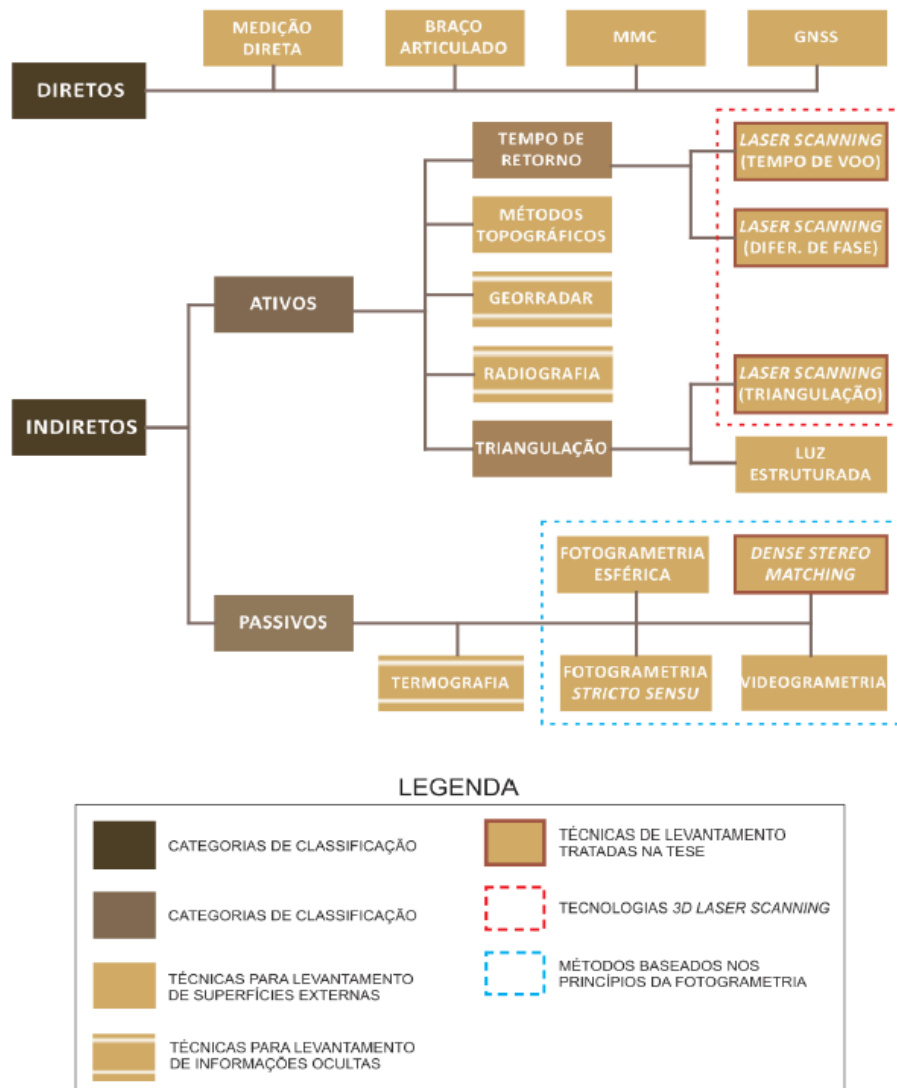 MEDIÇÃO
DIRETA
BRAÇO
ARTICULADO
MMC
GNSS
DIRETOS
TEMPO DE
RETORNO
LASER SCANNING
(TEMPO DE VOO)
MÉTODOS
TOPOGRÁFICOS
LASER SCANNING
(DIFER. DE FASE)
ATIVOS
GEORRADAR
RADIOGRAFIA
LASER SCANNING
(TRIANGULAÇÃO)
INDIRETOS
TRIANGULAÇÃO
LUZ
ESTRUTURADA
FOTOGRAMETRIA
ESFÉRICA
DENSE STEREO
MATCHING
PASSIVOS
TERMOGRAFIA
FOTOGRAMETRIA
STRICTO SENSU
VIDEOGRAMETRIA
LEGENDA
CATEGORIAS DE CLASSIFICAÇÃO
CATEGORIAS DE CLASSIFICAÇÃO
TÉCNICAS PARA LEVANTAMENTO
DE SUPERFÍCIES EXTERNAS
TÉCNICAS PARA LEVANTAMENTO
DE INFORMAÇÕES OCULTAS
TÉCNICAS DE LEVANTAMENTO
TRATADAS NA TESE
TECNOLOGIAS 3D LASER SCANNING
MÉTODOS BASEADOS NOS
PRINCÍPIOS DA FOTOGRAMETRIA